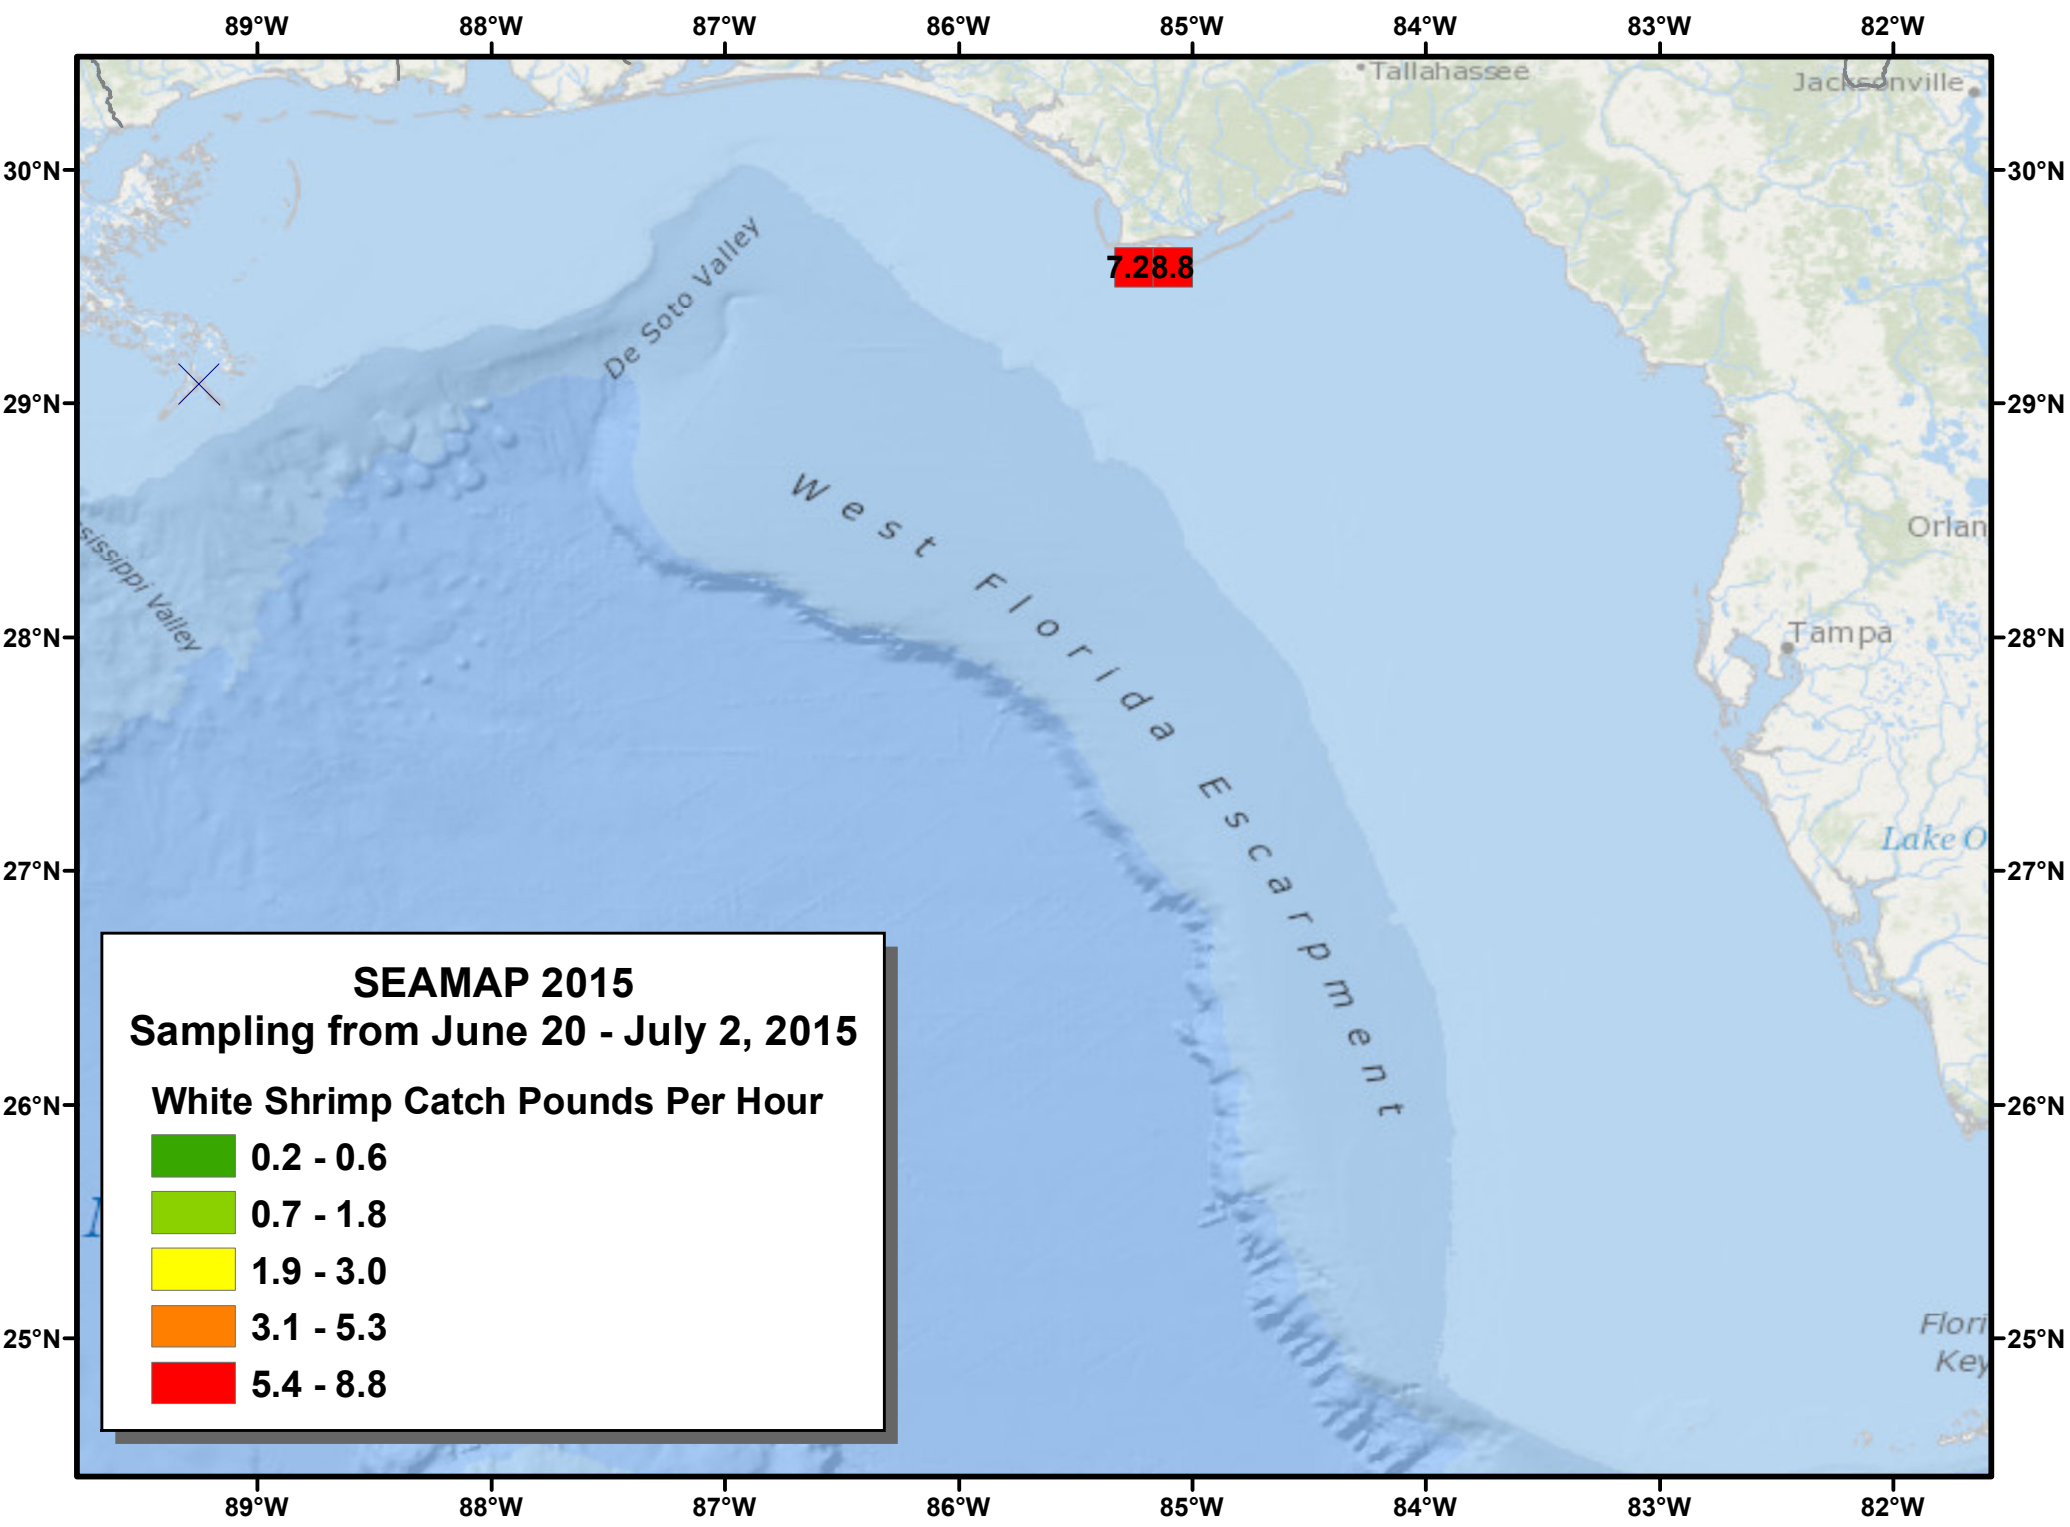 89°W 88°W 87°W 86°W 85°W 84°W 83°W 82°W
Tallahassee
Jacksonville
30°N 30°N
De Soto Valley
7.2 8.8
29°N 29°N
West Florida Escarpment
Orlan
sissippi Valley
28°N 28°N
Tampa
Lake O
27°N 27°N
SEAMAP 2015
Sampling from June 20 - July 2, 2015
White Shrimp Catch Pounds Per Hour
26°N 26°N
0.2 - 0.6
0.7 - 1.8
1.9 - 3.0
3.1 - 5.3
5.4 - 8.8
25°N 25°N
Flori
Key
89°W 88°W 87°W 86°W 85°W 84°W 83°W 82°W